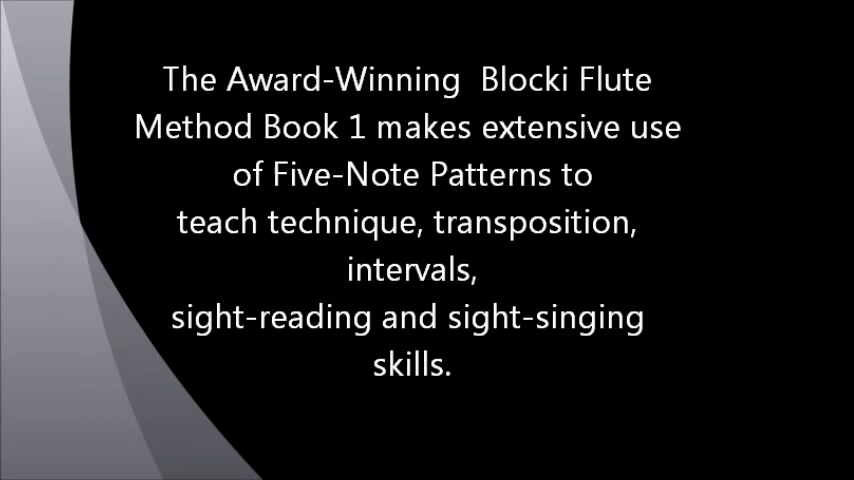 The Award-Winning  Blocki Flute
Method Book 1 makes extensive use
of Five-Note Patterns to
teach technique, transposition,
intervals,
sight-reading and sight-singing
skills.